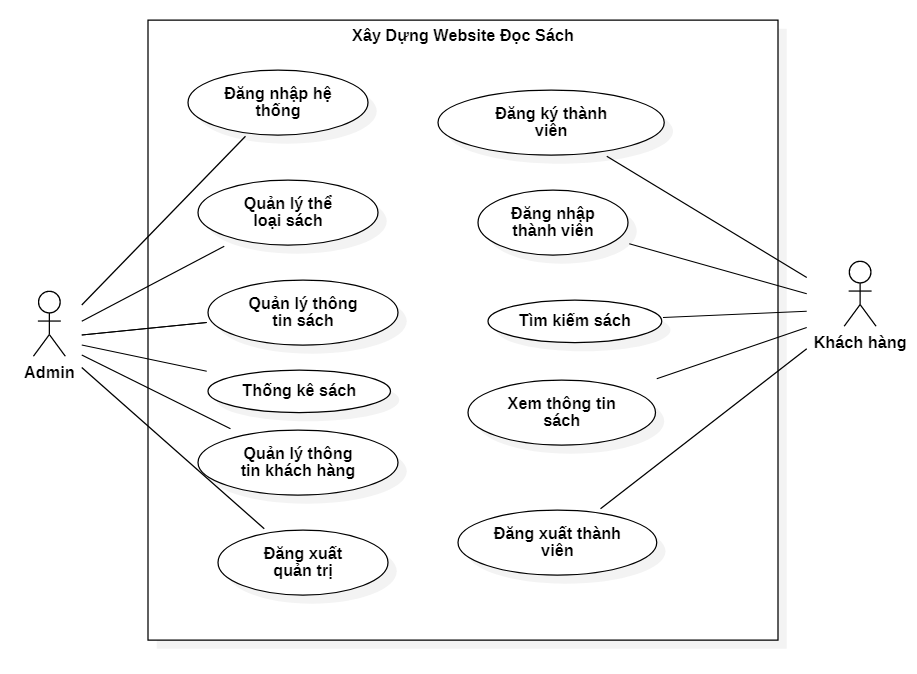 Xây Dựng Website Đọc Sách
Đăng nhập hệ
thống
Quản lý thể
loại sách
Quản lý thông
tin sách
Thống kê sách
Quản lý thông
tin khách hàng
Đăng xuất
quản trị
Đăng ký thành
viên
Đăng nhập
thành viên
Tìm kiếm sách
Xem thông tin
sách
Đăng xuất thành
viên
Admin
Khách hàng